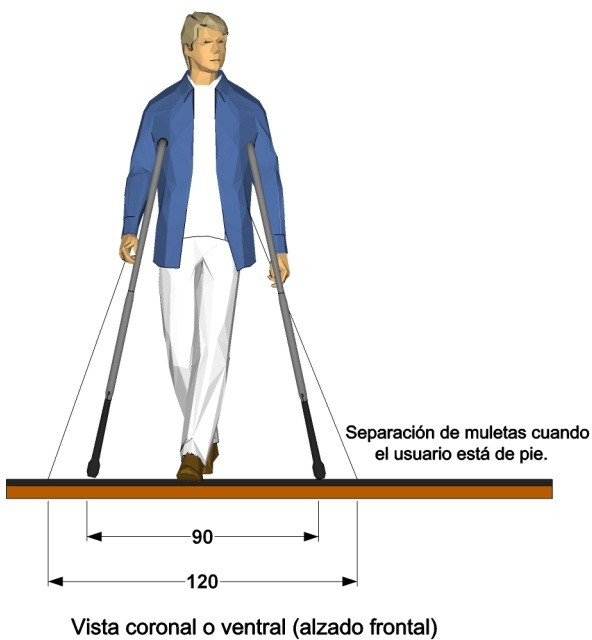 Separación de muletas cuando
el usuario está de pie.
90
120
Vista coronal o ventral (alzado frontal)